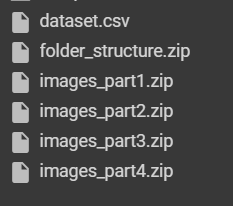 dataset.csv
folder_structure.zip
images_part1.zip
images_part2.zip
images_part3.zip
images_part4.zip